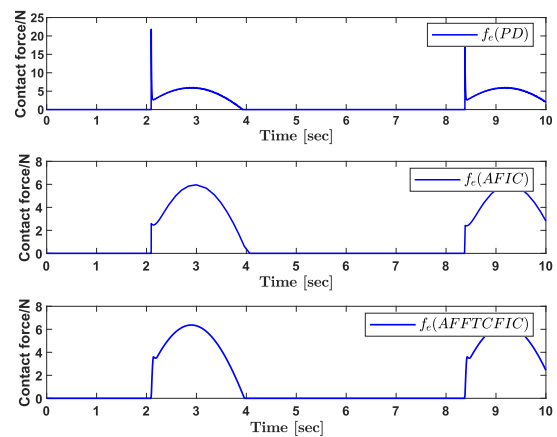 Contact force/N
25
20
15
10
5
0
f_e(PD)
0 1 2 3 4 5 6 7 8 9 10
Time [sec]
Contact force/N
8
6
4
2
0
f_e(AFIC)
0 1 2 3 4 5 6 7 8 9 10
Time [sec]
Contact force/N
8
6
4
2
0
f_e(AFFTCFIC)
0 1 2 3 4 5 6 7 8 9 10
Time [sec]